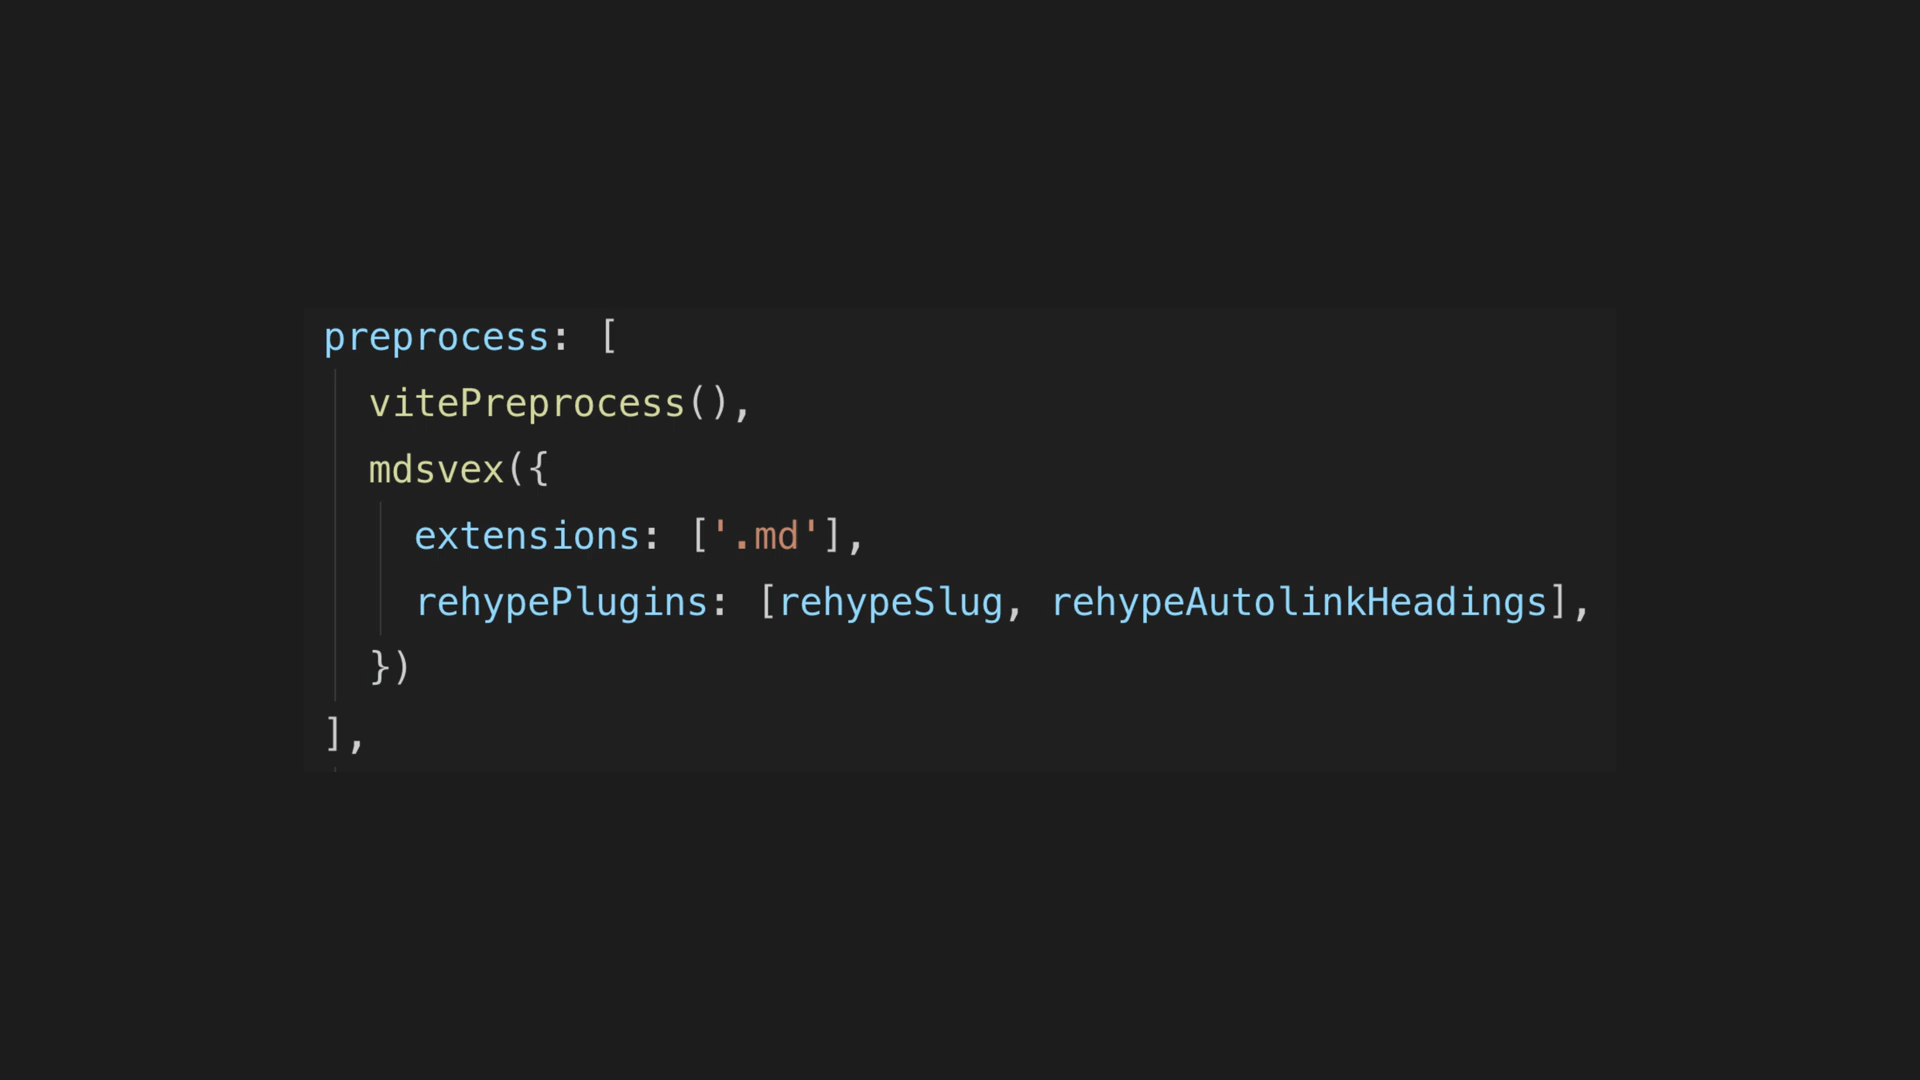 preprocess: [
vitePreprocess(),
mdsvex({
extensions: ['.md'],
rehypePlugins: [rehypeSlug, rehypeAutolinkHeadings],
})
],